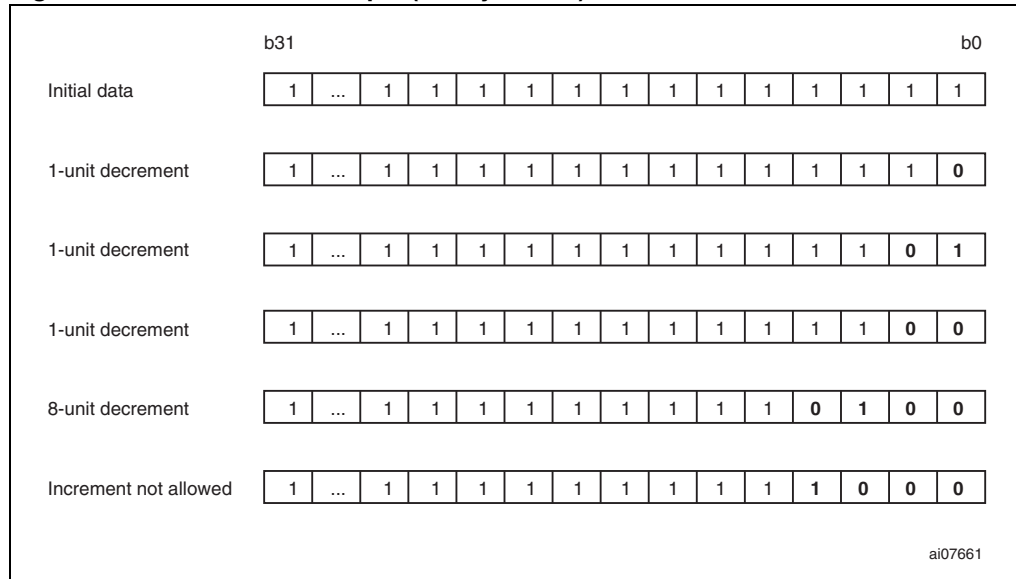 b31 b0
Initial data 1 ... 1 1 1 1 1 1 1 1 1 1 1 1 1
1-unit decrement 1 ... 1 1 1 1 1 1 1 1 1 1 1 1 0
1-unit decrement 1 ... 1 1 1 1 1 1 1 1 1 1 1 0 1
1-unit decrement 1 ... 1 1 1 1 1 1 1 1 1 1 1 0 0
8-unit decrement 1 ... 1 1 1 1 1 1 1 1 1 0 1 0 0
Increment not allowed 1 ... 1 1 1 1 1 1 1 1 1 1 0 0 0
ai07661